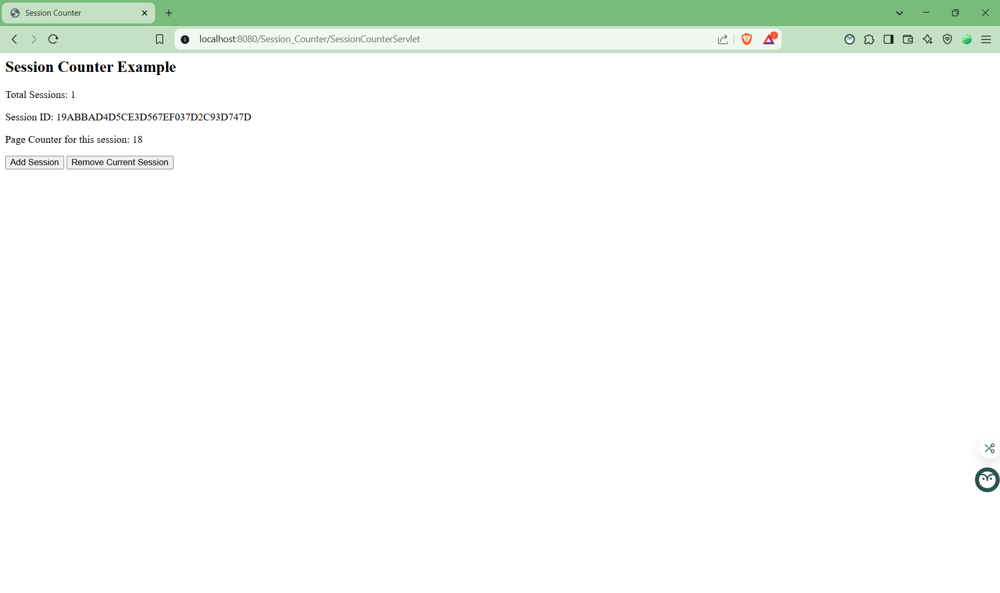 Session Counter
localhost:8080/Session_Counter/SessionCounterServlet
1
Session Counter Example
Total Sessions: 1
Session ID: 19ABBAD4D5CE3D567EF037D2C93D747D
Page Counter for this session: 18
Add Session Remove Current Session